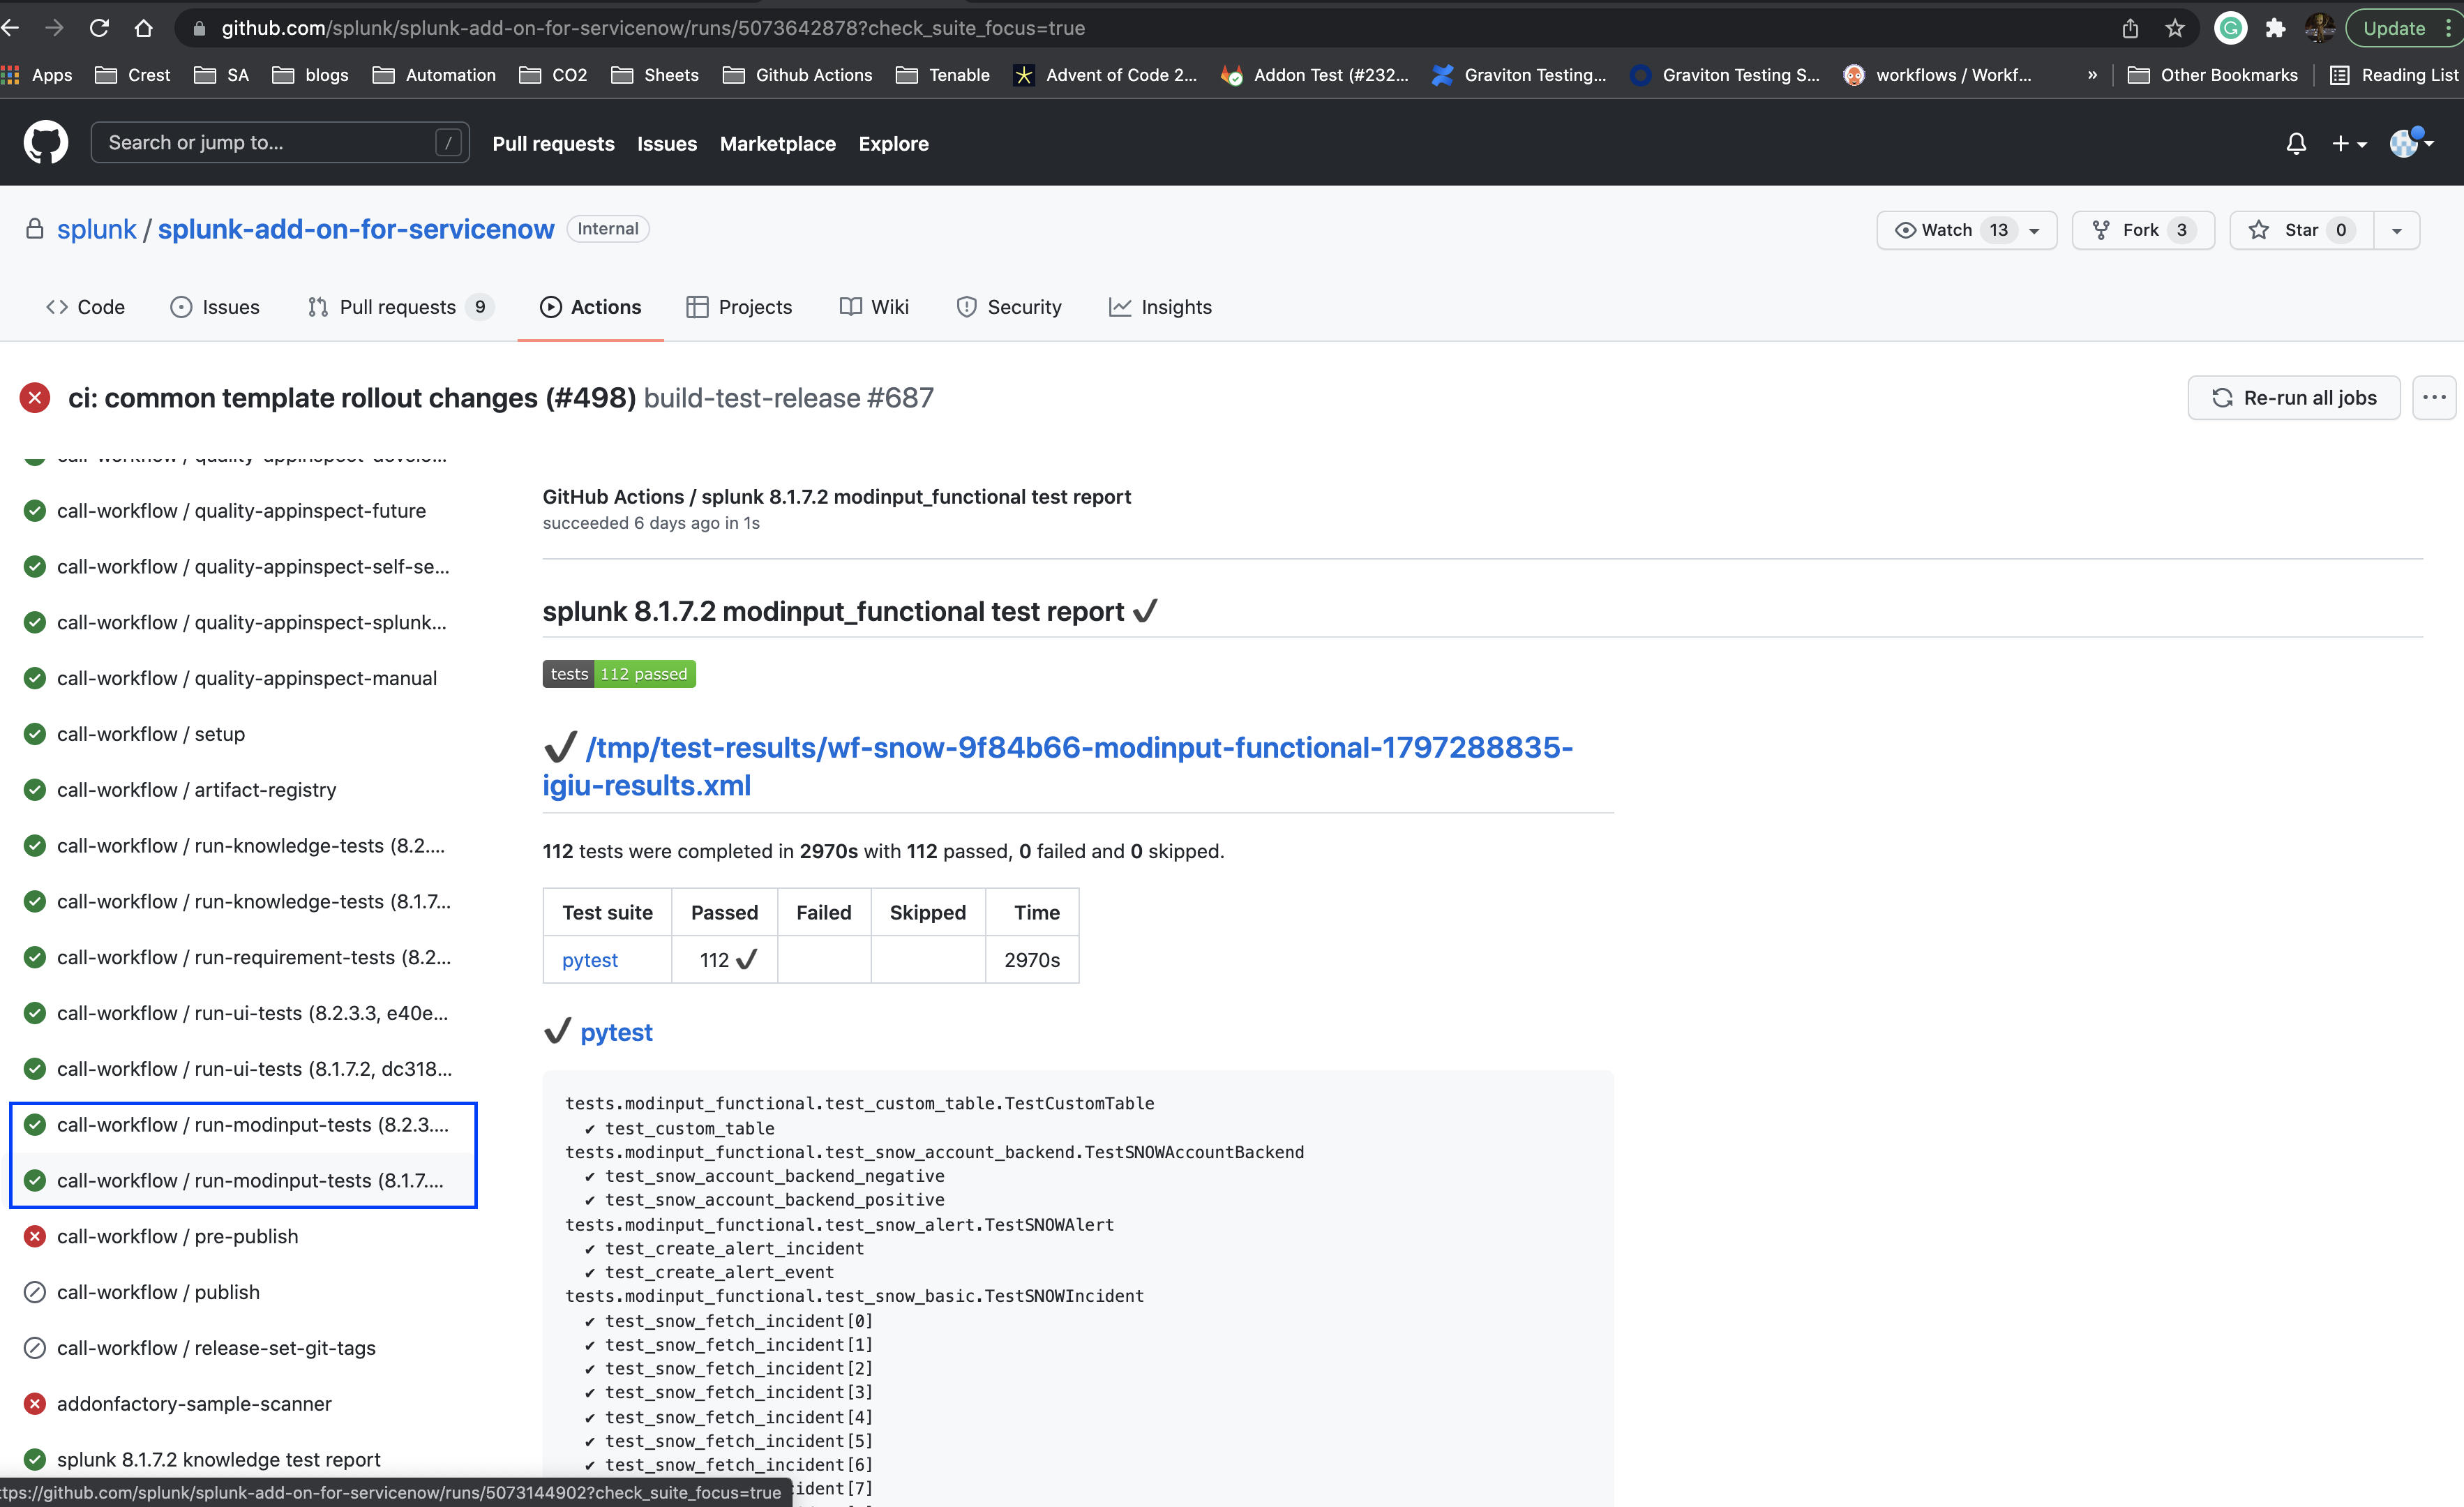 github.com/splunk/splunk-add-on-for-servicenow/runs/5073642878?check_suite_focus=true
Update
Apps Crest SA blogs Automation CO2 Sheets Github Actions Tenable Advent of Code 2... Addon Test (#232... Graviton Testing... Graviton Testing S... workflows / Workf... » Other Bookmarks Reading List
Search or jump to... /
Pull requests Issues Marketplace Explore
splunk / splunk-add-on-for-servicenow Internal
Watch 13 Fork 3 Star 0
Code Issues Pull requests 9 Actions Projects Wiki Security Insights
ci: common template rollout changes (#498) build-test-release #687
Re-run all jobs
call-workflow / quality-appinspect-develo...
call-workflow / quality-appinspect-future
call-workflow / quality-appinspect-self-se...
call-workflow / quality-appinspect-splunk...
call-workflow / quality-appinspect-manual
call-workflow / setup
call-workflow / artifact-registry
call-workflow / run-knowledge-tests (8.2....
call-workflow / run-knowledge-tests (8.1.7...
call-workflow / run-requirement-tests (8.2...
call-workflow / run-ui-tests (8.2.3.3, e40e...
call-workflow / run-ui-tests (8.1.7.2, dc318...
call-workflow / run-modinput-tests (8.2.3....
call-workflow / run-modinput-tests (8.1.7....
call-workflow / pre-publish
call-workflow / publish
call-workflow / release-set-git-tags
addonfactory-sample-scanner
splunk 8.1.7.2 knowledge test report
GitHub Actions / splunk 8.1.7.2 modinput_functional test report
succeeded 6 days ago in 1s
splunk 8.1.7.2 modinput_functional test report ✔
tests 112 passed
✔ /tmp/test-results/wf-snow-9f84b66-modinput-functional-1797288835-
igiu-results.xml
112 tests were completed in 2970s with 112 passed, 0 failed and 0 skipped.
Test suite Passed Failed Skipped Time
pytest 112 ✔ 2970s
✔ pytest
tests.modinput_functional.test_custom_table.TestCustomTable
✔ test_custom_table
tests.modinput_functional.test_snow_account_backend.TestSNOWAccountBackend
✔ test_snow_account_backend_negative
✔ test_snow_account_backend_positive
tests.modinput_functional.test_snow_alert.TestSNOWAlert
✔ test_create_alert_incident
✔ test_create_alert_event
tests.modinput_functional.test_snow_basic.TestSNOWIncident
✔ test_snow_fetch_incident[0]
✔ test_snow_fetch_incident[1]
✔ test_snow_fetch_incident[2]
✔ test_snow_fetch_incident[3]
✔ test_snow_fetch_incident[4]
✔ test_snow_fetch_incident[5]
✔ test_snow_fetch_incident[6]
ident[7]
ttps://github.com/splunk/splunk-add-on-for-servicenow/runs/5073144902?check_suite_focus=true